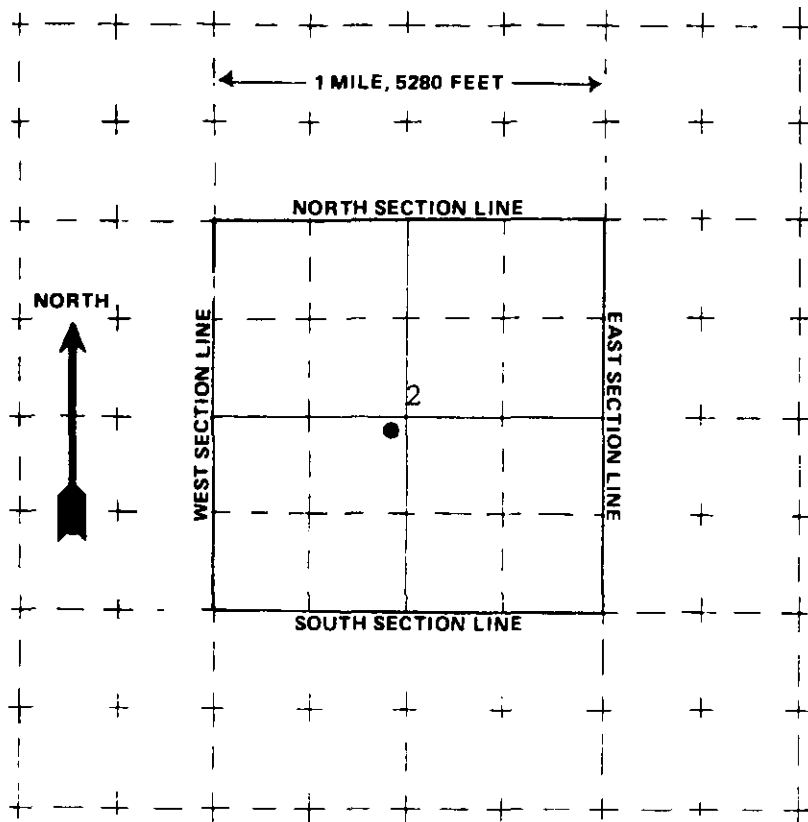 1 MILE, 5280 FEET
NORTH SECTION LINE
NORTH
WEST SECTION LINE
EAST SECTION LINE
2
SOUTH SECTION LINE